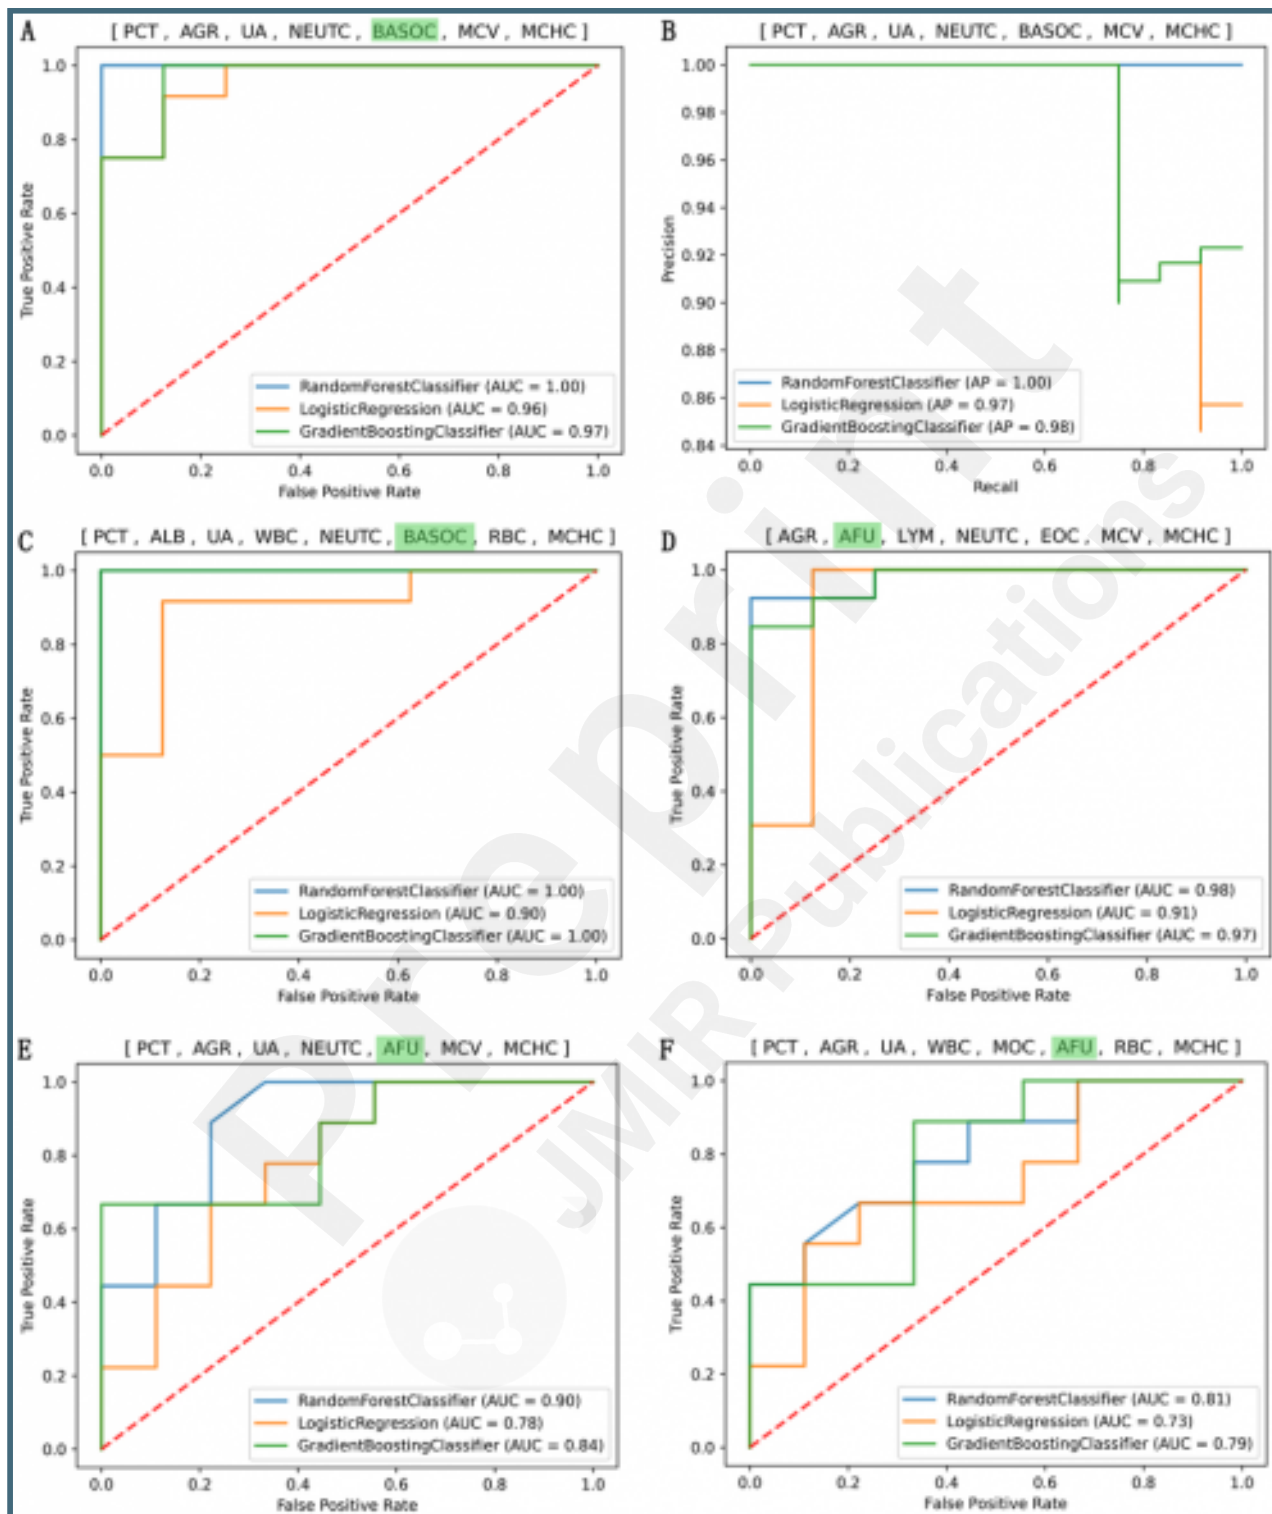 A [ PCT , AGR , UA , NEUTC , BASOC , MCV , MCHC ]
1.0
0.8
0.6
0.4
0.2
0.0
True Positive Rate
RandomForestClassifier (AUC = 1.00)
LogisticRegression (AUC = 0.96)
GradientBoostingClassifier (AUC = 0.97)
0.0 0.2 0.4 0.6 0.8 1.0
False Positive Rate
B [ PCT , AGR , UA , NEUTC , BASOC , MCV , MCHC ]
1.00
0.98
0.96
0.94
0.92
0.90
0.88
0.86
0.84
Precision
RandomForestClassifier (AP = 1.00)
LogisticRegression (AP = 0.97)
GradientBoostingClassifier (AP = 0.98)
0.0 0.2 0.4 0.6 0.8 1.0
Recall
C [ PCT , ALB , UA , WBC , NEUTC , BASOC , RBC , MCHC ]
1.0
0.8
0.6
0.4
0.2
0.0
True Positive Rate
RandomForestClassifier (AUC = 1.00)
LogisticRegression (AUC = 0.90)
GradientBoostingClassifier (AUC = 1.00)
0.0 0.2 0.4 0.6 0.8 1.0
False Positive Rate
D [ AGR , AFU , LYM , NEUTC , EOC , MCV , MCHC ]
1.0
0.8
0.6
0.4
0.2
0.0
True Positive Rate
RandomForestClassifier (AUC = 0.98)
LogisticRegression (AUC = 0.91)
GradientBoostingClassifier (AUC = 0.97)
0.0 0.2 0.4 0.6 0.8 1.0
False Positive Rate
E [ PCT , AGR , UA , NEUTC , AFU , MCV , MCHC ]
1.0
0.8
0.6
0.4
0.2
0.0
True Positive Rate
RandomForestClassifier (AUC = 0.90)
LogisticRegression (AUC = 0.78)
GradientBoostingClassifier (AUC = 0.84)
0.0 0.2 0.4 0.6 0.8 1.0
False Positive Rate
F [ PCT , AGR , UA , WBC , MOC , AFU , RBC , MCHC ]
1.0
0.8
0.6
0.4
0.2
0.0
True Positive Rate
RandomForestClassifier (AUC = 0.81)
LogisticRegression (AUC = 0.73)
GradientBoostingClassifier (AUC = 0.79)
0.0 0.2 0.4 0.6 0.8 1.0
False Positive Rate
Preprint
JMIR Publications